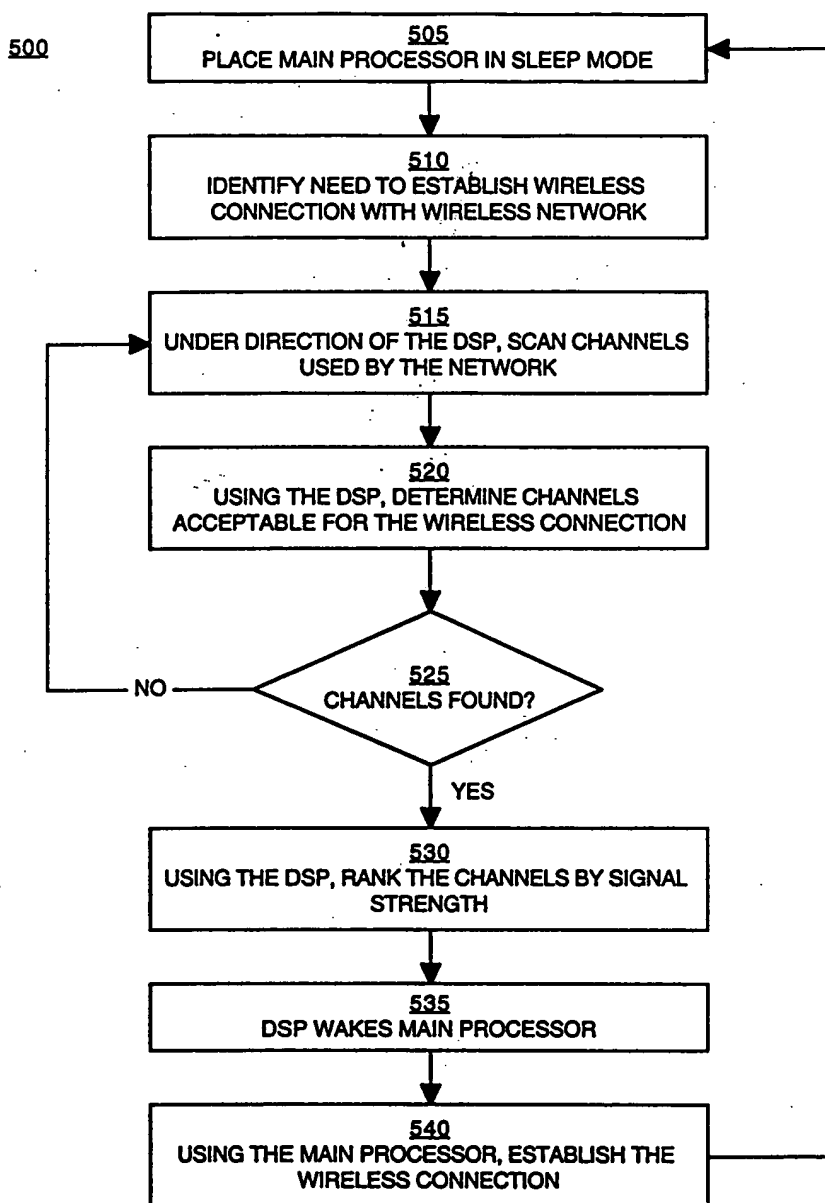 500
505
PLACE MAIN PROCESSOR IN SLEEP MODE
510
IDENTIFY NEED TO ESTABLISH WIRELESS
CONNECTION WITH WIRELESS NETWORK
515
UNDER DIRECTION OF THE DSP, SCAN CHANNELS
USED BY THE NETWORK
520
USING THE DSP, DETERMINE CHANNELS
ACCEPTABLE FOR THE WIRELESS CONNECTION
525
CHANNELS FOUND?
NO
YES
530
USING THE DSP, RANK THE CHANNELS BY SIGNAL
STRENGTH
535
DSP WAKES MAIN PROCESSOR
540
USING THE MAIN PROCESSOR, ESTABLISH THE
WIRELESS CONNECTION